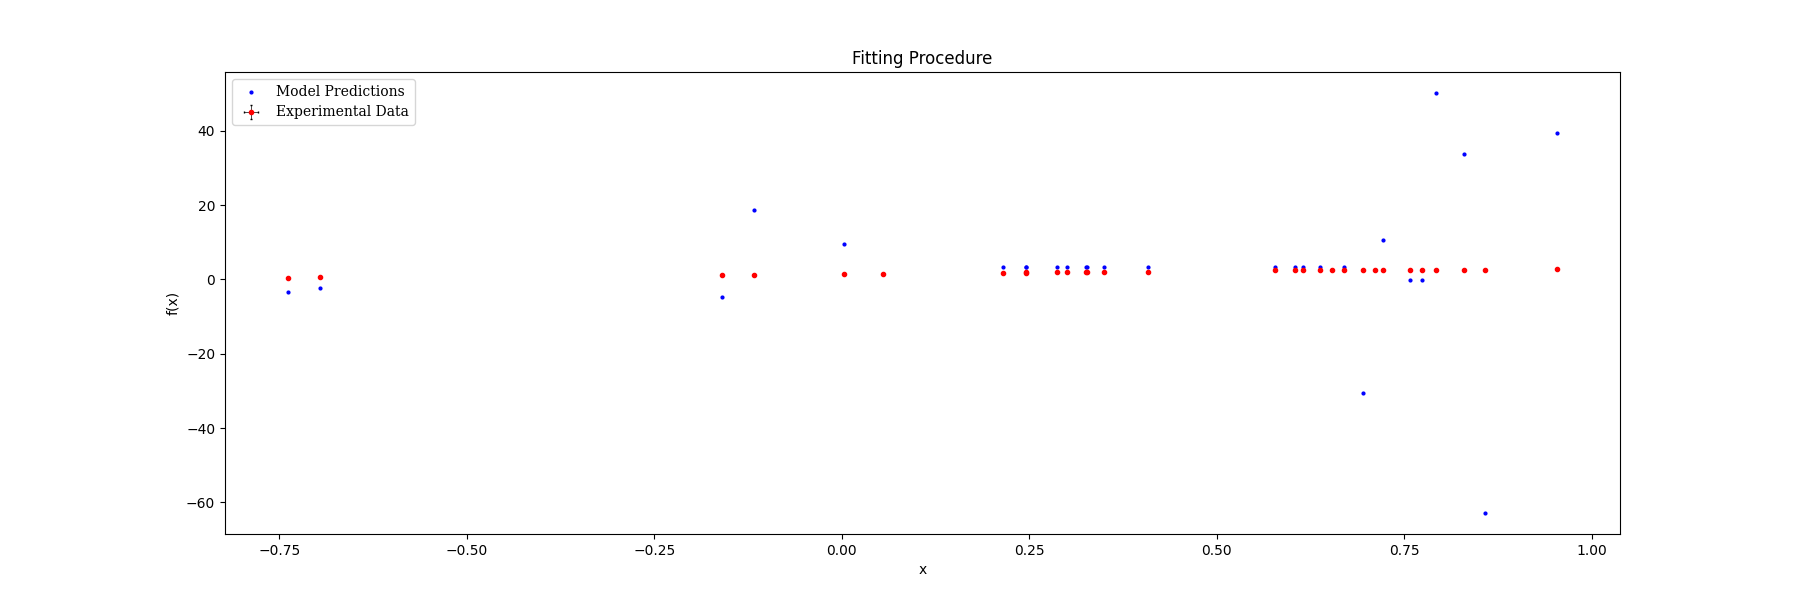 Fitting Procedure
Model Predictions
Experimental Data
40
20
0
−20
−40
−60
f(x)
−0.75
−0.50
−0.25
0.00
0.25
0.50
0.75
1.00
x